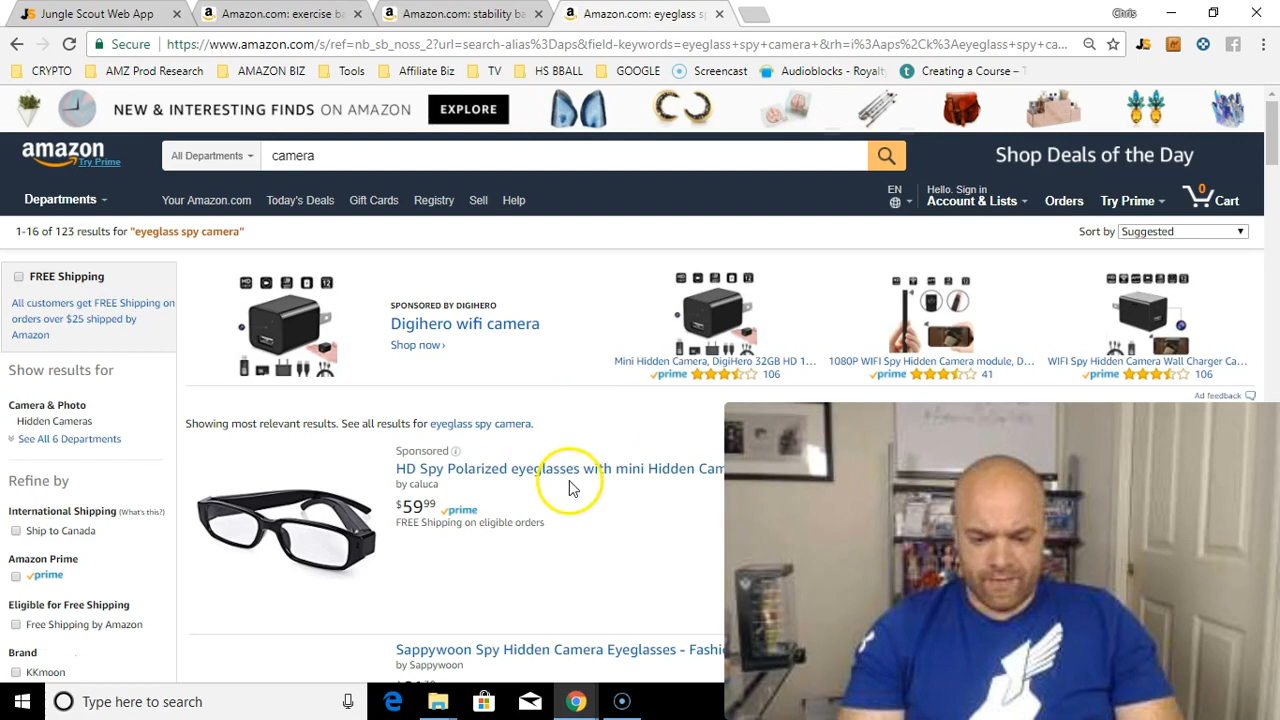 Jungle Scout Web App
Amazon.com: exercise ba
Amazon.com: stability ba
Amazon.com: eyeglass sp
Chris
Secure
https://www.amazon.com/s/ref=nb_sb_noss_2?url=search-alias%3Daps&field-keywords=eyeglass+spy+camera+&rh=i%3Aaps%2Ck%3Aeyeglass+spy+ca...
CRYPTO
AMZ Prod Research
AMAZON BIZ
Tools
Affiliate Biz
TV
HS BBALL
GOOGLE
Screencast
Audioblocks - Royalty
Creating a Course – T
NEW & INTERESTING FINDS ON AMAZON
EXPLORE
amazon
Try Prime
All Departments
camera
Shop Deals of the Day
Departments
Your Amazon.com
Today's Deals
Gift Cards
Registry
Sell
Help
EN
Hello. Sign in
Account & Lists
Orders
Try Prime
0
Cart
1-16 of 123 results for "eyeglass spy camera"
Sort by
Suggested
FREE Shipping
All customers get FREE Shipping on
orders over $25 shipped by
Amazon
Show results for
Camera & Photo
Hidden Cameras
See All 6 Departments
Refine by
International Shipping (What's this?)
Ship to Canada
Amazon Prime
prime
Eligible for Free Shipping
Free Shipping by Amazon
Brand
KKmoon
SPONSORED BY DIGIHERO
Digihero wifi camera
Shop now ›
Mini Hidden Camera, DigiHero 32GB HD 1...
prime
106
1080P WIFI Spy Hidden Camera module, D...
prime
41
WIFI Spy Hidden Camera Wall Charger Ca...
prime
106
Ad feedback
Showing most relevant results. See all results for eyeglass spy camera.
Sponsored
HD Spy Polarized eyeglasses with mini Hidden Cam
by caluca
$59 99
prime
FREE Shipping on eligible orders
Sappywoon Spy Hidden Camera Eyeglasses - Fashi
by Sappywoon
Type here to search